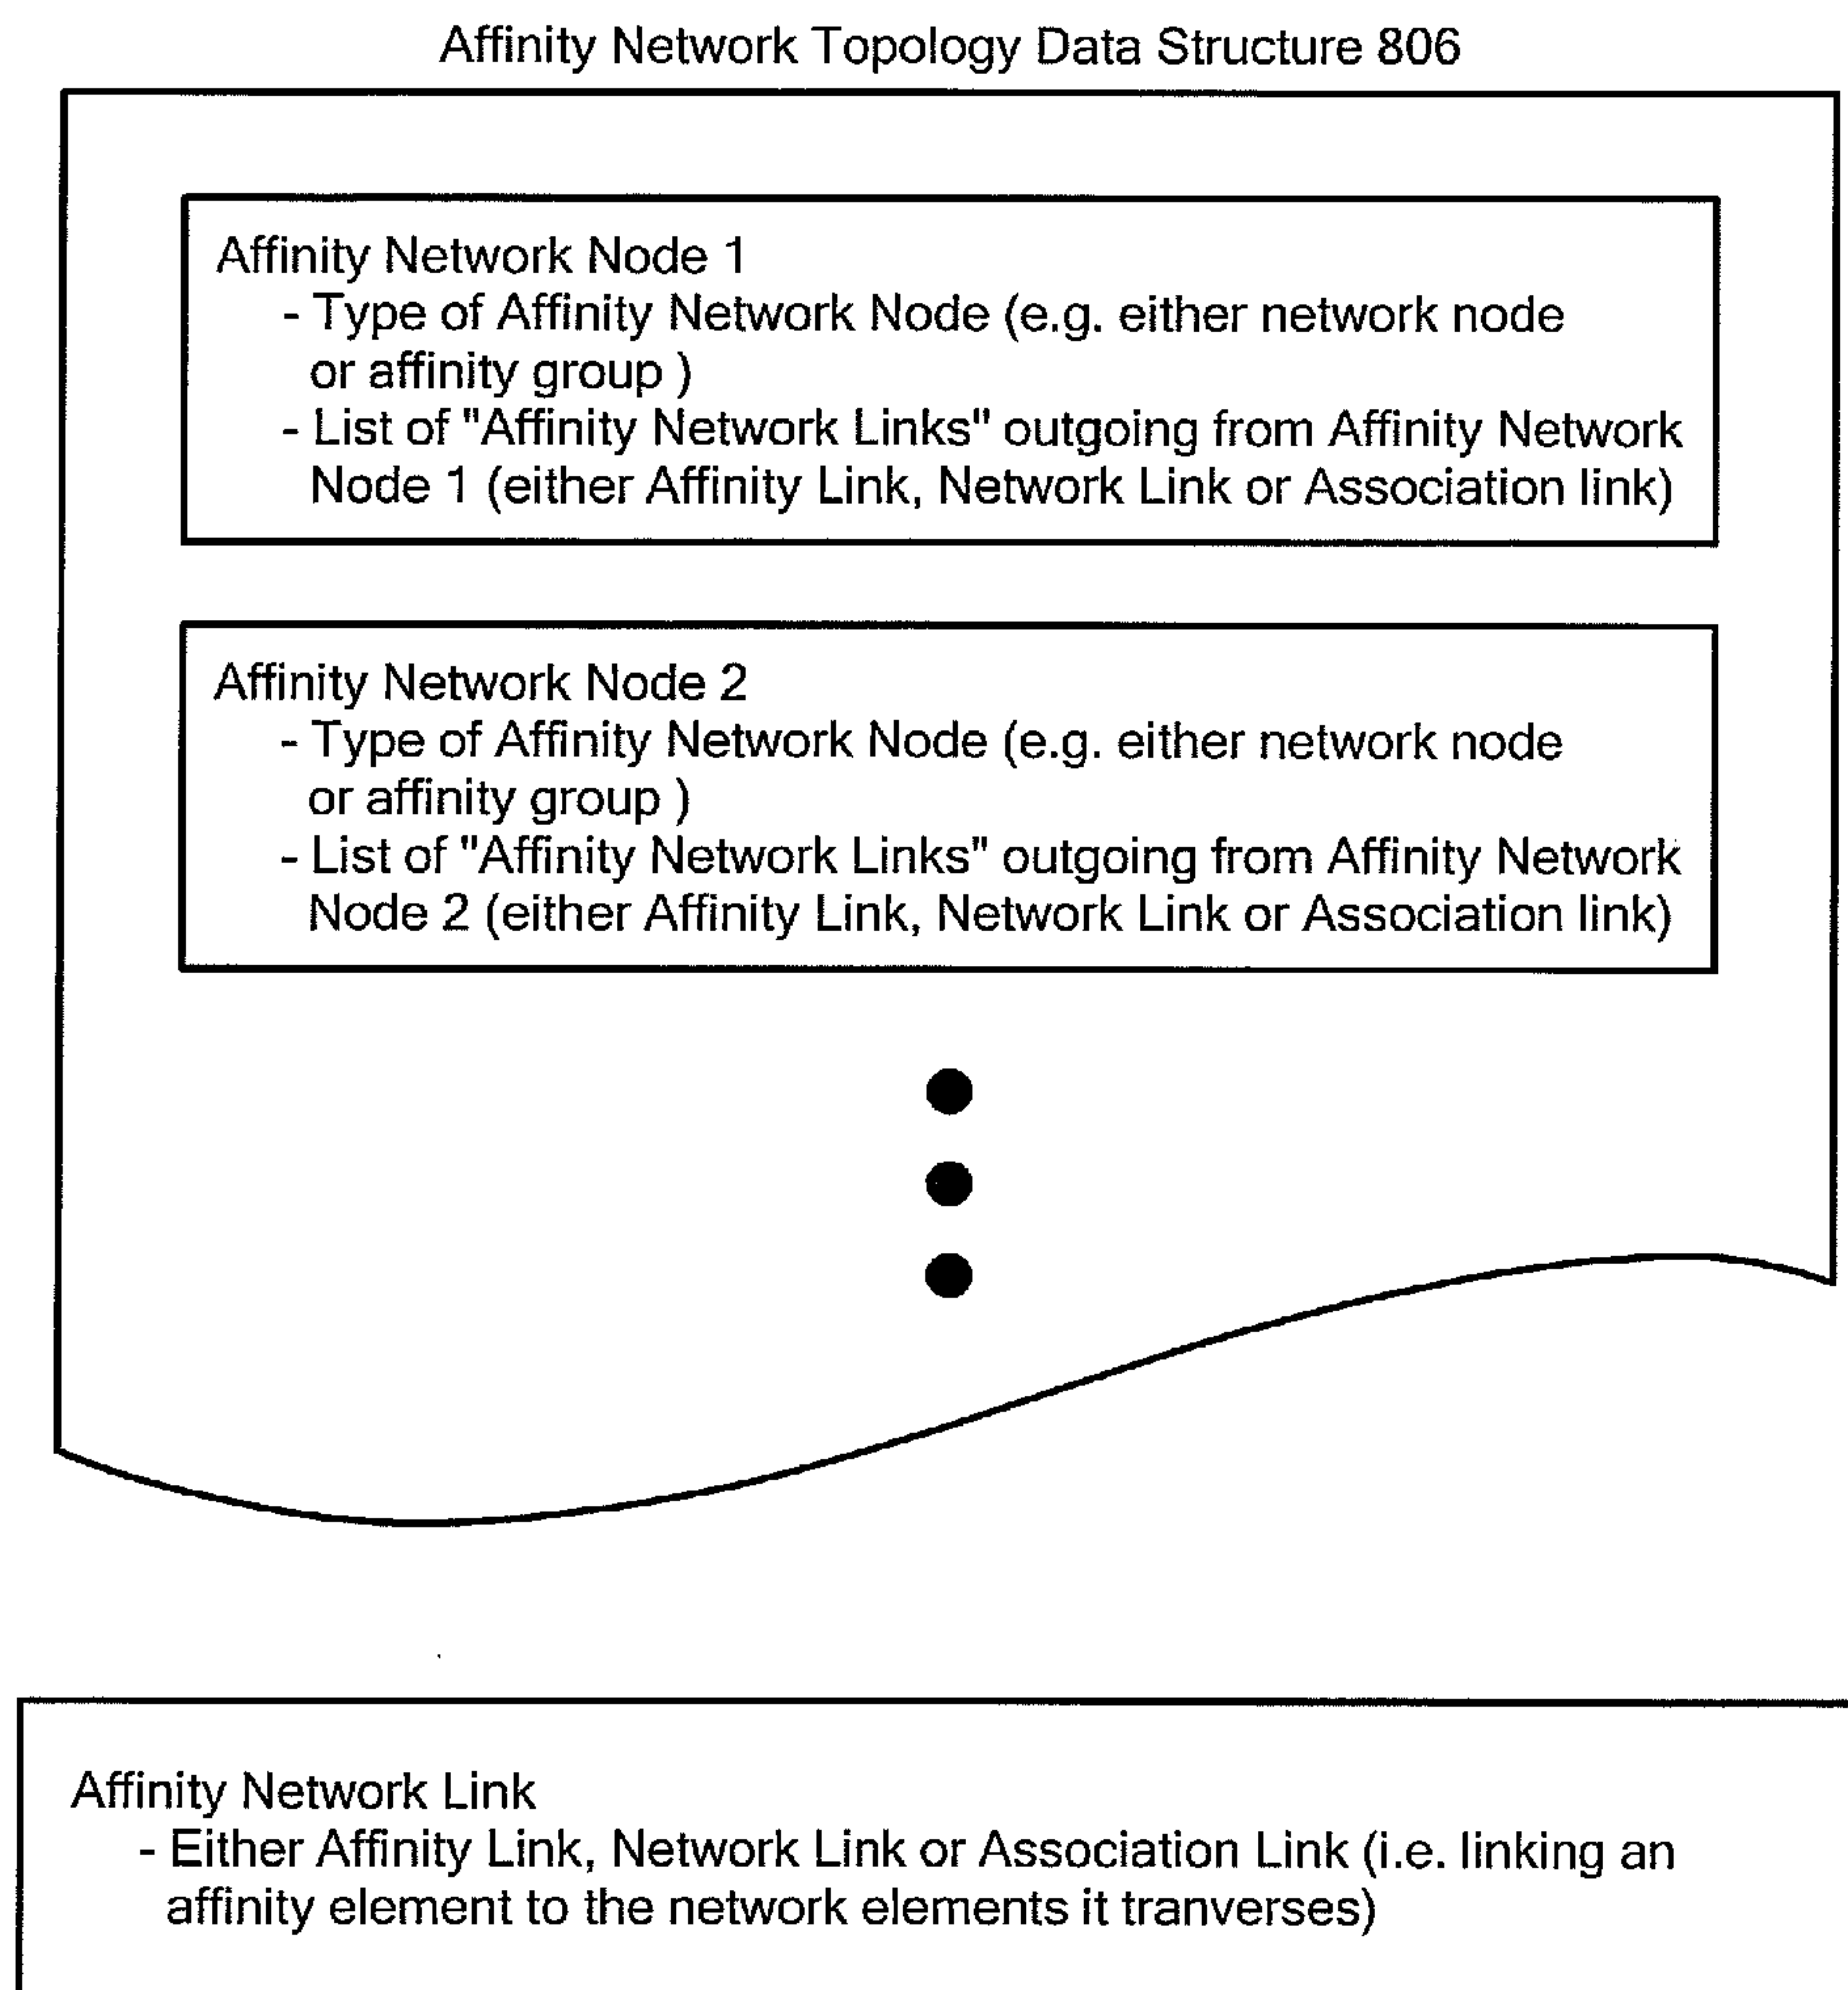 Affinity Network Topology Data Structure 806
Affinity Network Node 1
- Type of Affinity Network Node (e.g. either network node
or affinity group )
- List of "Affinity Network Links" outgoing from Affinity Network
Node 1 (either Affinity Link, Network Link or Association link)
Affinity Network Node 2
- Type of Affinity Network Node (e.g. either network node
or affinity group )
- List of "Affinity Network Links" outgoing from Affinity Network
Node 2 (either Affinity Link, Network Link or Association link)
Affinity Network Link
- Either Affinity Link, Network Link or Association Link (i.e. linking an
affinity element to the network elements it tranverses)